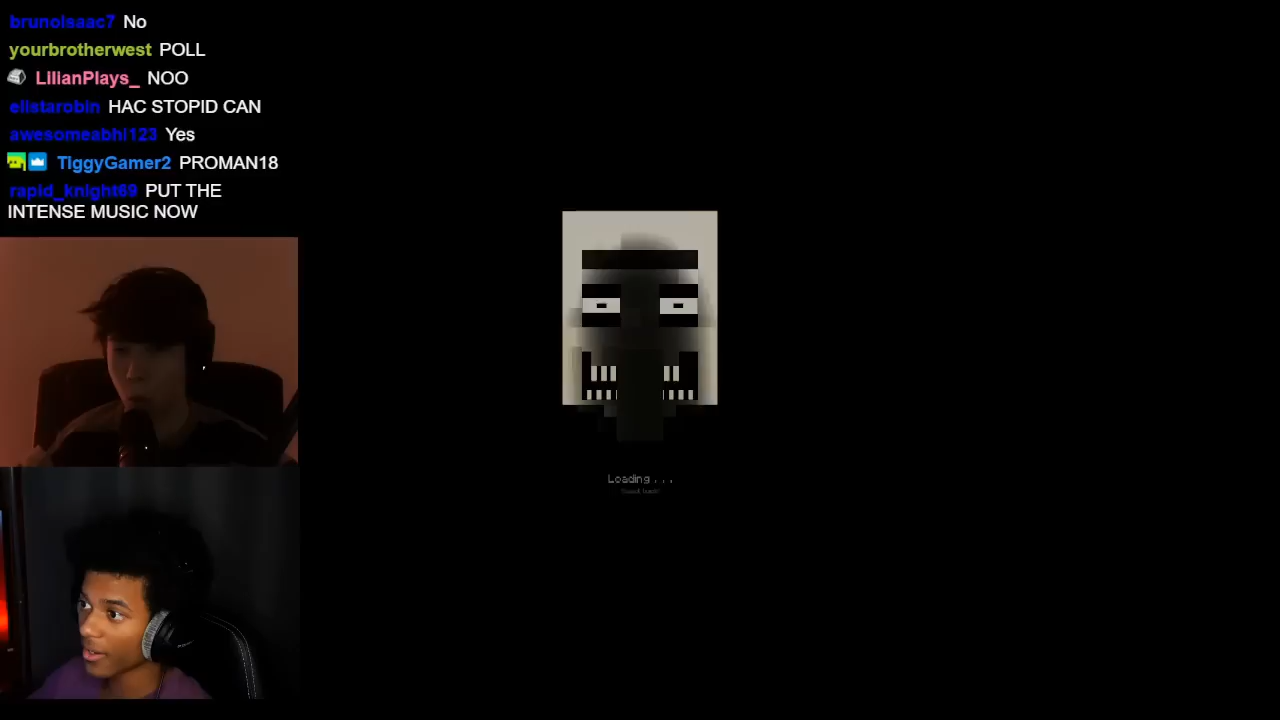 brunoisaac7 No
yourbrotherwest POLL
LilianPlays_ NOO
elistarobin HAC STOPID CAN
awesomeabhi123 Yes
TiggyGamer2 PROMAN18
rapid_knight69 PUT THE
INTENSE MUSIC NOW
Loading . . .